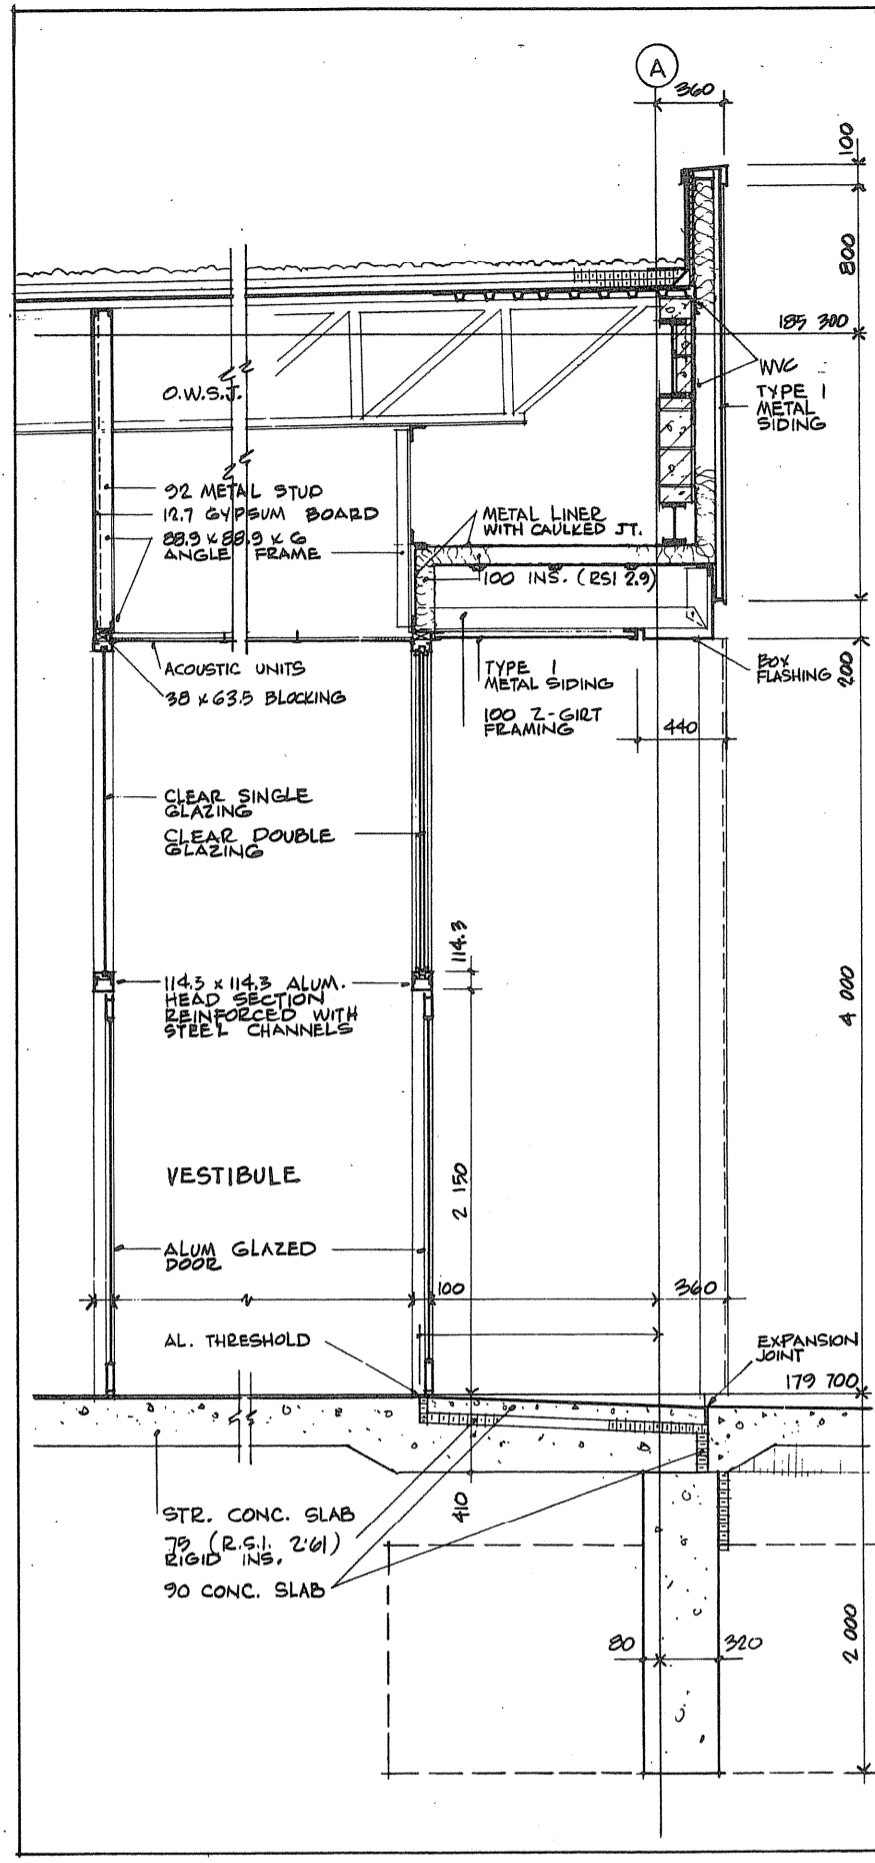 A
360
100
800
185 300
WVC
TYPE 1
METAL
SIDING
O.W.S.J.
92 METAL STUD
12.7 GYPSUM BOARD
88.9 x 88.9 x 6
ANGLE FRAME
METAL LINER
WITH CAULKED JT.
100 INS. (RSI 2.9)
ACOUSTIC UNITS
38 x 63.5 BLOCKING
TYPE 1
METAL SIDING
100 Z-GIRT
FRAMING
BOX
FLASHING
200
440
CLEAR SINGLE
GLAZING
CLEAR DOUBLE
GLAZING
114.3
114.3 x 114.3 ALUM.
HEAD SECTION
REINFORCED WITH
STEEL CHANNELS
4 000
VESTIBULE
2 150
ALUM GLAZED
DOOR
100
360
AL. THRESHOLD
EXPANSION
JOINT
179 700
STR. CONC. SLAB
75 (R.S.I. 2.61)
RIGID INS.
90 CONC. SLAB
410
80
320
2 000